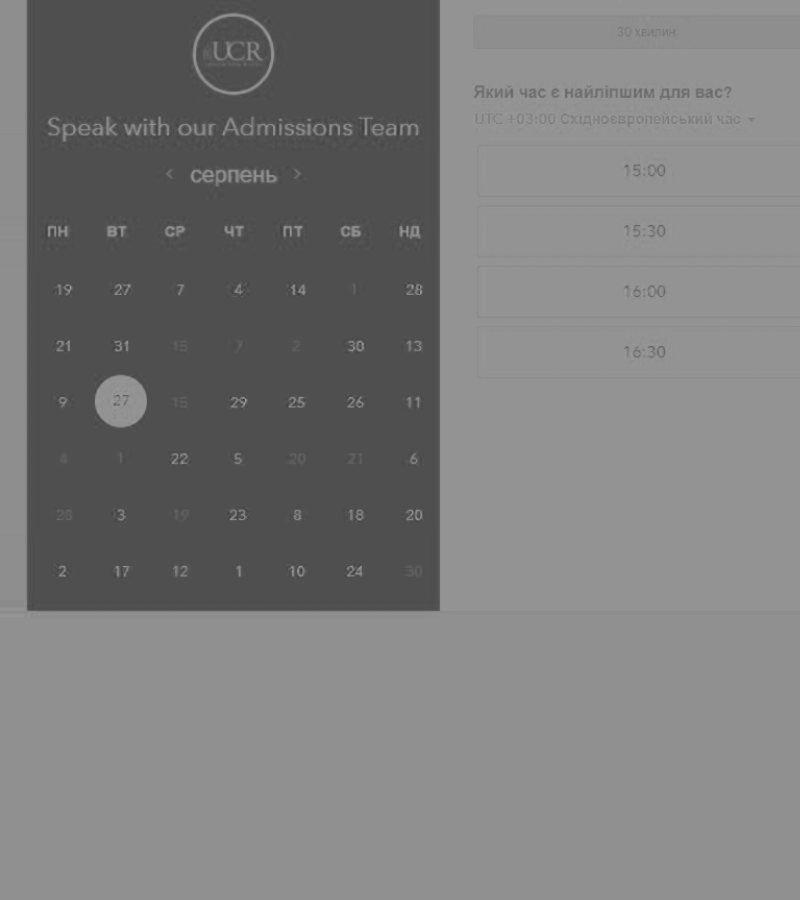 UCR
Speak with our Admissions Team
< серпень >
ПН ВТ СР ЧТ ПТ СБ НД
19 27 7 4 14 1 28
21 31 15 7 2 30 13
9 27 15 29 25 26 11
4 1 22 5 20 21 6
28 3 19 23 8 18 20
2 17 12 1 10 24 30
30 хвилин
Який час є найліпшим для вас?
UTC +03:00 Східноєвропейський час
15:00
15:30
16:00
16:30